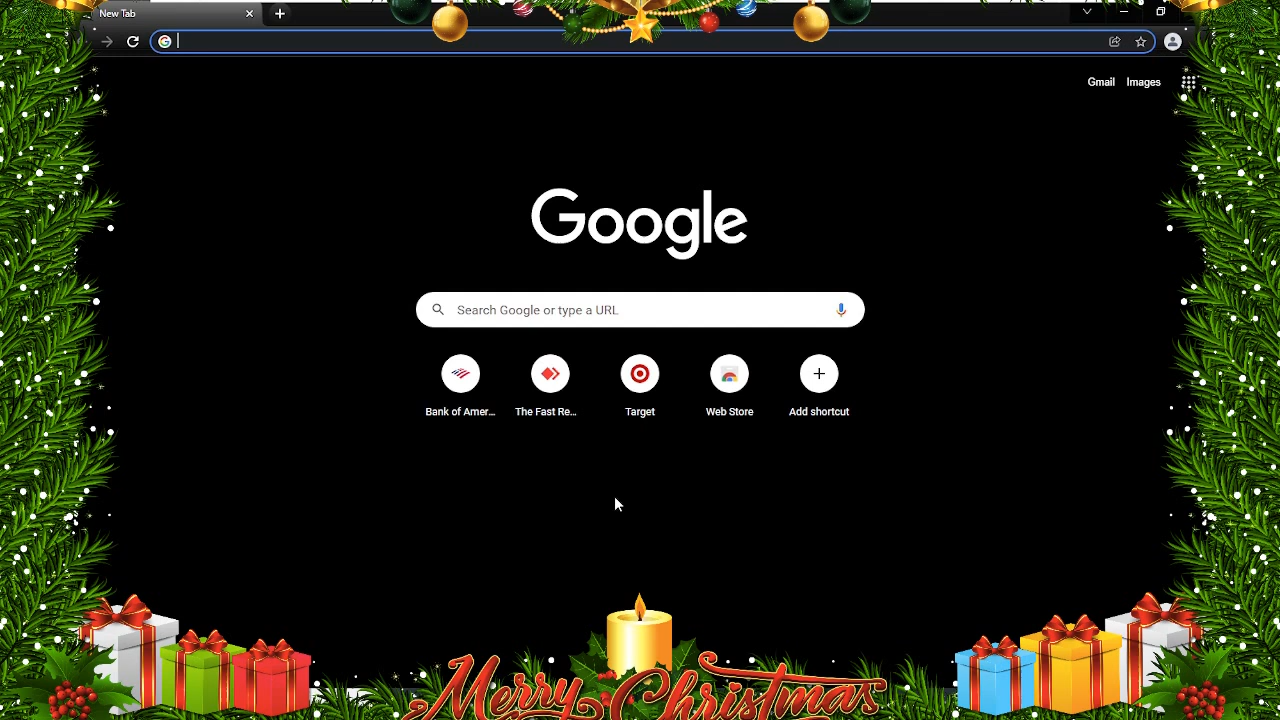 New Tab
Gmail Images
Google
Search Google or type a URL
Bank of Amer... The Fast Re... Target Web Store Add shortcut
Merry Christmas